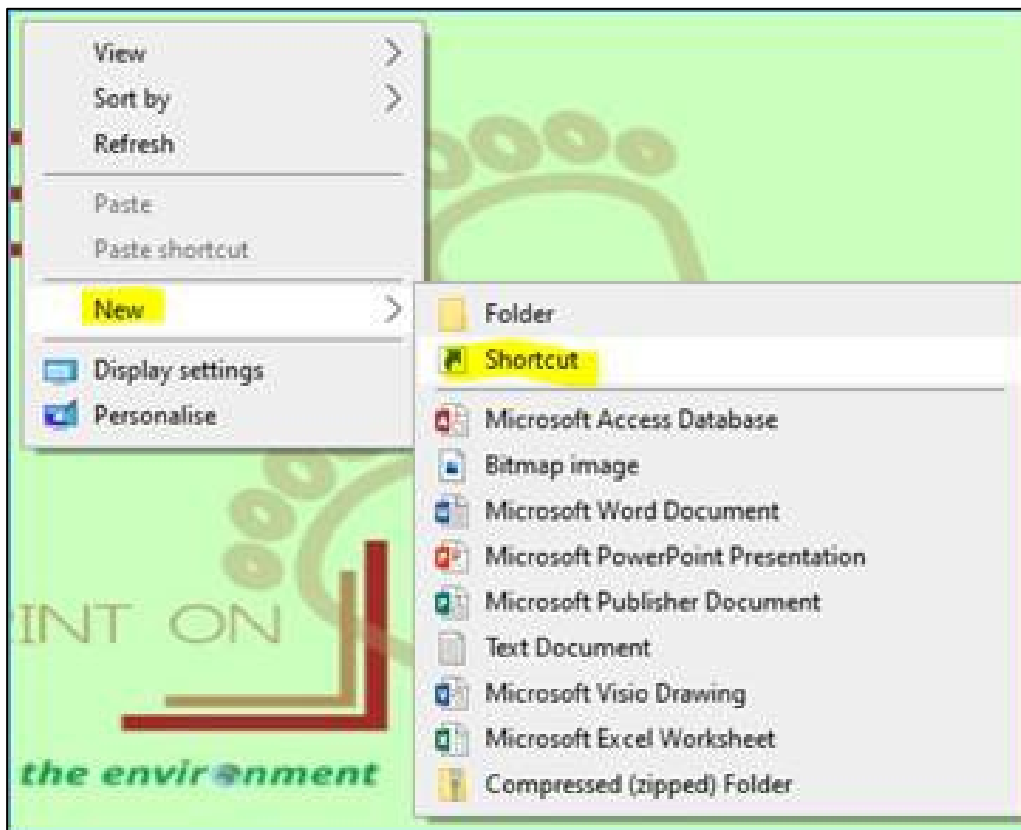 View
Sort by
Refresh
Paste
Paste shortcut
New
Display settings
Personalise
Folder
Shortcut
Microsoft Access Database
Bitmap image
Microsoft Word Document
Microsoft PowerPoint Presentation
Microsoft Publisher Document
Text Document
Microsoft Visio Drawing
Microsoft Excel Worksheet
Compressed (zipped) Folder
INT ON
the environment